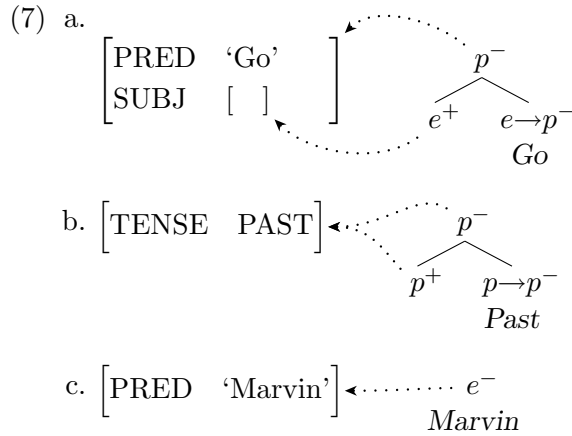 (7) a. [PRED ‘Go’
SUBJ [ ] ]
p⁻
e⁺ e→p⁻
Go
b. [TENSE PAST]
p⁻
p⁺ p→p⁻
Past
c. [PRED ‘Marvin’] e⁻
Marvin